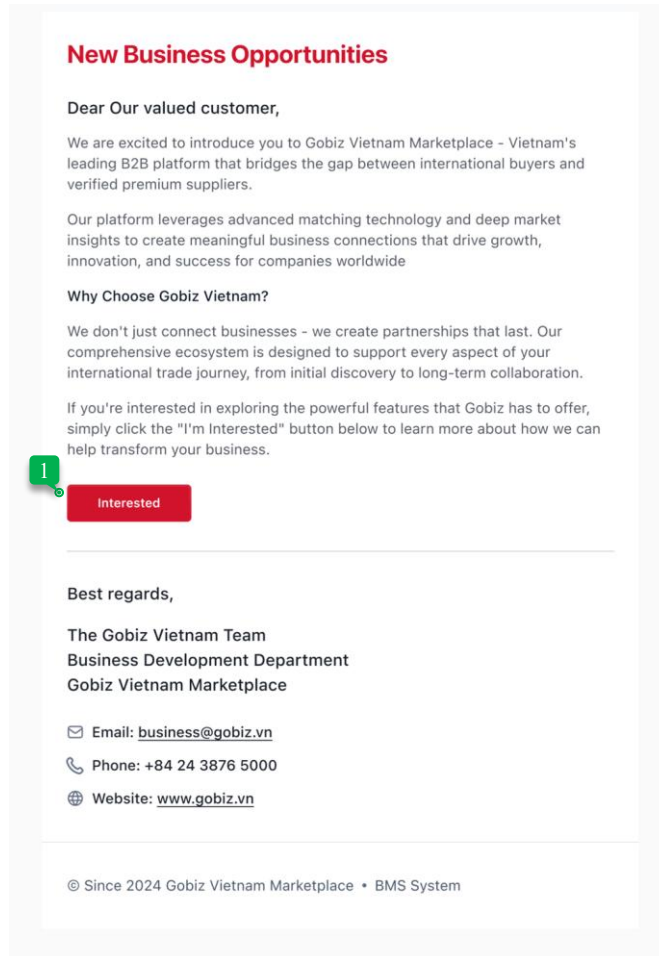 New Business Opportunities
Dear Our valued customer,
We are excited to introduce you to Gobiz Vietnam Marketplace - Vietnam's
leading B2B platform that bridges the gap between international buyers and
verified premium suppliers.
Our platform leverages advanced matching technology and deep market
insights to create meaningful business connections that drive growth,
innovation, and success for companies worldwide
Why Choose Gobiz Vietnam?
We don't just connect businesses - we create partnerships that last. Our
comprehensive ecosystem is designed to support every aspect of your
international trade journey, from initial discovery to long-term collaboration.
If you're interested in exploring the powerful features that Gobiz has to offer,
simply click the "I'm Interested" button below to learn more about how we can
help transform your business.
1
Interested
Best regards,
The Gobiz Vietnam Team
Business Development Department
Gobiz Vietnam Marketplace
Email: business@gobiz.vn
Phone: +84 24 3876 5000
Website: www.gobiz.vn
© Since 2024 Gobiz Vietnam Marketplace • BMS System